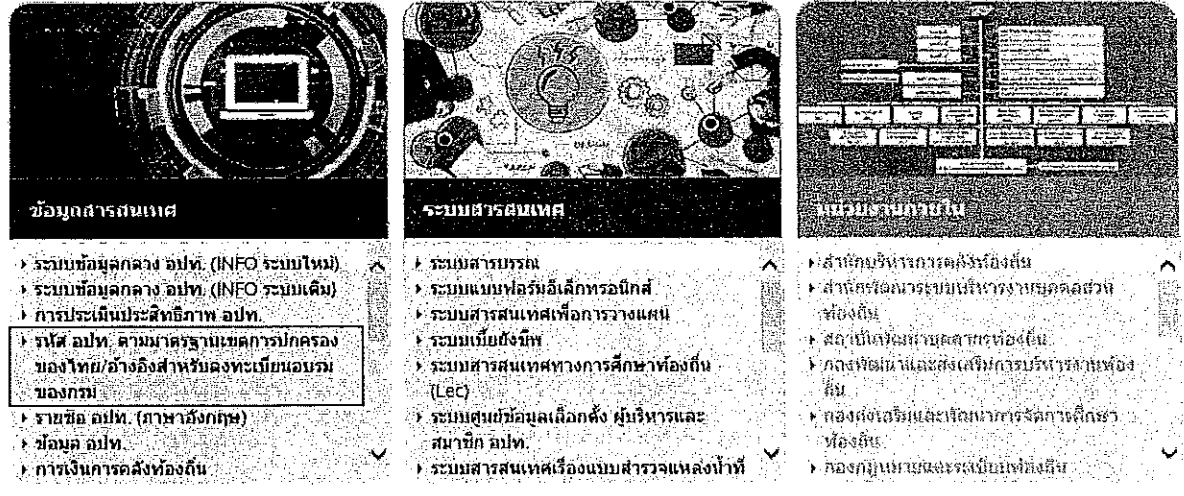 ข้อมูลสารสนเทศ
▸ ระบบข้อมูลกลาง อปท. (INFO ระบบใหม่)
▸ ระบบข้อมูลกลาง อปท. (INFO ระบบเดิม)
▸ การประเมินประสิทธิภาพ อปท.
▸ รหัส อปท. ตามมาตรฐานเขตการปกครอง
ของไทย/อ้างอิงสำหรับลงทะเบียนอบรม
ของกรม
▸ รายชื่อ อปท. (ภาษาอังกฤษ)
▸ ข้อมูล อปท.
▸ การเงินการคลังท้องถิ่น
ระบบสารสนเทศ
▸ ระบบสารบรรณ
▸ ระบบแบบฟอร์มอิเล็กทรอนิกส์
▸ ระบบสารสนเทศเพื่อการวางแผน
▸ ระบบเบี้ยยังชีพ
▸ ระบบสารสนเทศทางการศึกษาท้องถิ่น
(Lec)
▸ ระบบศูนย์ข้อมูลเลือกตั้ง ผู้บริหารและ
สมาชิก อปท.
▸ ระบบสารสนเทศเรื่องแบบสำรวจแหล่งน้ำที่
หน่วยงานภายใน
▸ สำนักบริหารการคลังท้องถิ่น
▸ สำนักพัฒนาระบบบริหารงานบุคคลส่วน
ท้องถิ่น
▸ สถาบันพัฒนาบุคลากรท้องถิ่น
▸ กองพัฒนาและส่งเสริมการบริหารงานท้อง
ถิ่น
▸ กองส่งเสริมและพัฒนาการจัดการศึกษา
ท้องถิ่น
▸ กองกฎหมายและระเบียบท้องถิ่น